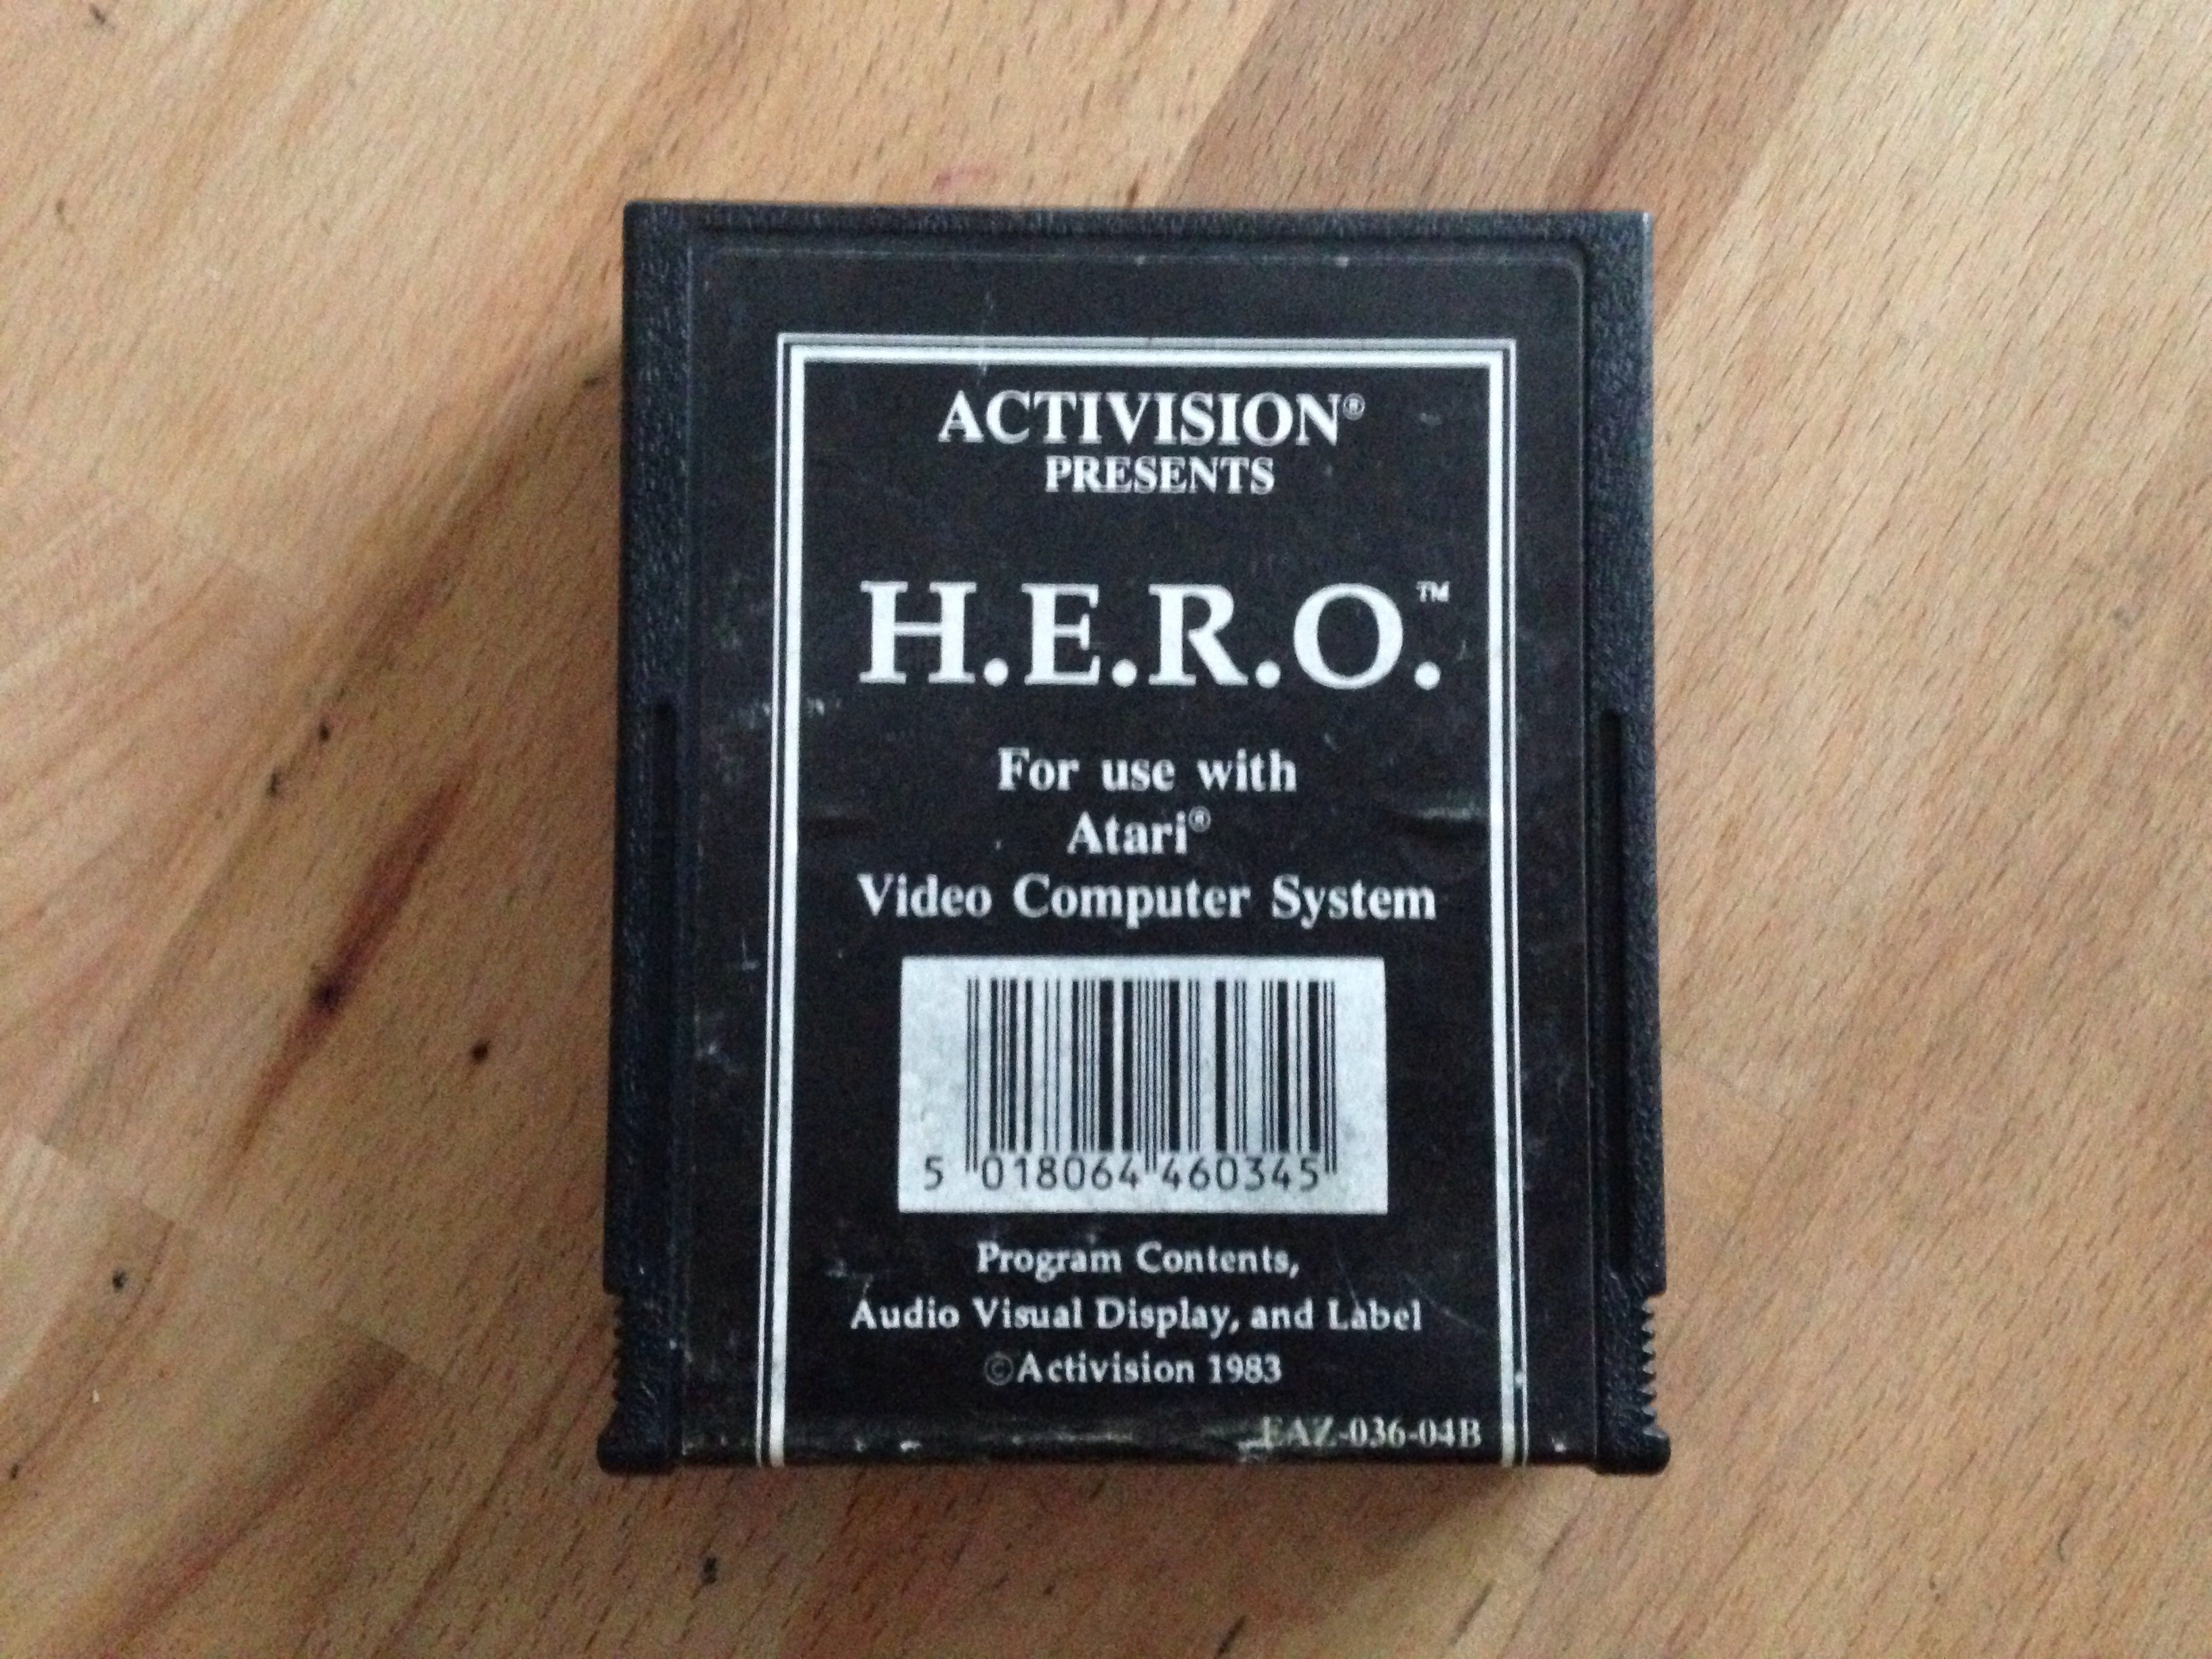 ACTIVISION®
PRESENTS
H.E.R.O.™
For use with
Atari®
Video Computer System
5 018064 460345
Program Contents,
Audio Visual Display, and Label
©Activision 1983
EAZ-036-04B